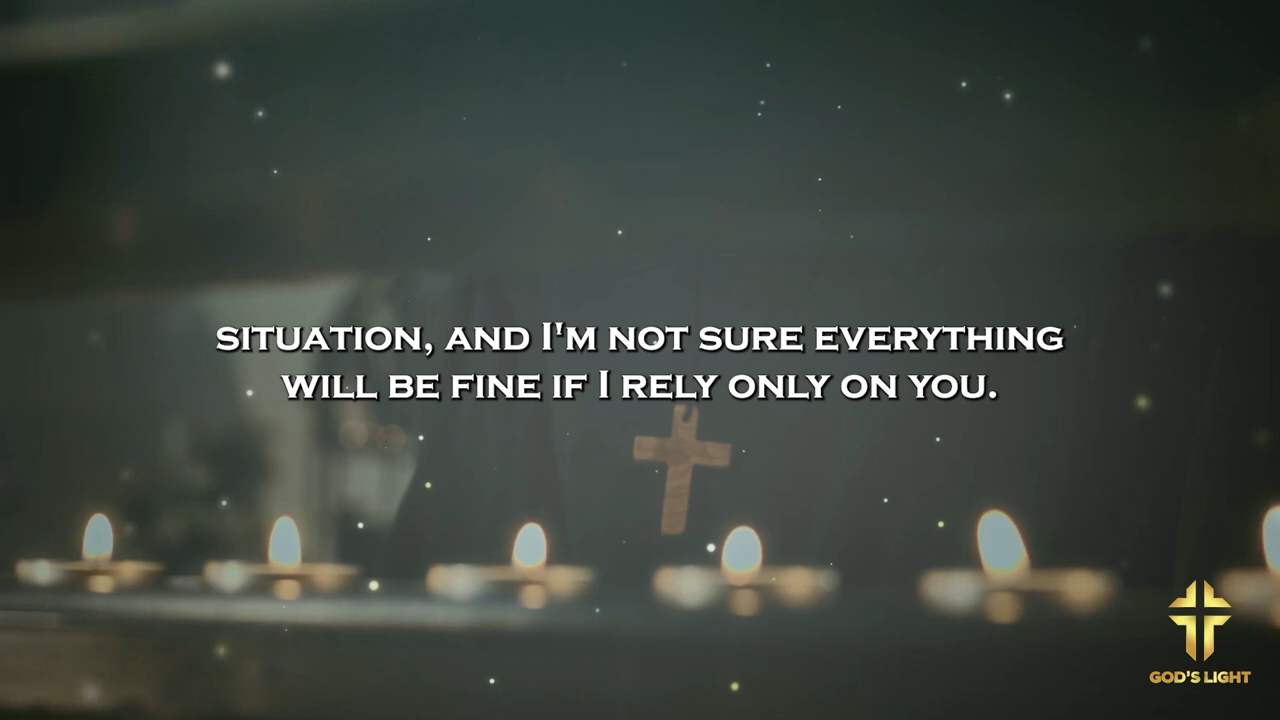 SITUATION, AND I'M NOT SURE EVERYTHING
WILL BE FINE IF I RELY ONLY ON YOU.
GOD'S LIGHT